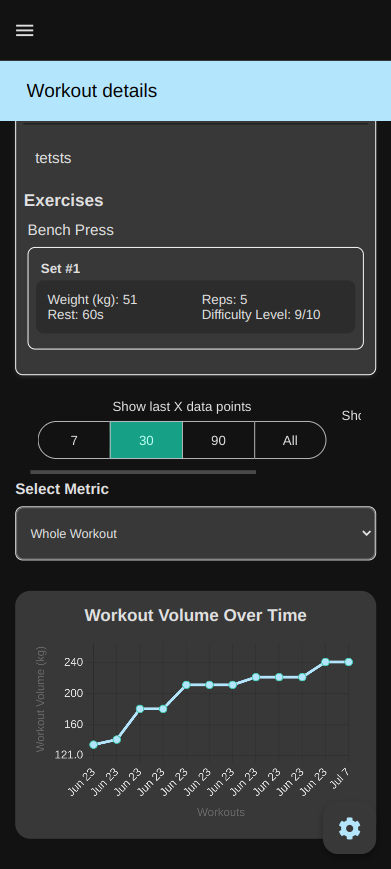 Workout details
tetsts
Exercises
Bench Press
Set #1
Weight (kg): 51 Reps: 5
Rest: 60s Difficulty Level: 9/10
Show last X data points
7 30 90 All
Select Metric
Whole Workout
Workout Volume Over Time
Workout Volume (kg)
240
200
160
121.0
Jun 23 Jun 23 Jun 23 Jun 23 Jun 23 Jun 23 Jun 23 Jun 23 Jun 23 Jun 23 Jun 23 Jul 7
Workouts